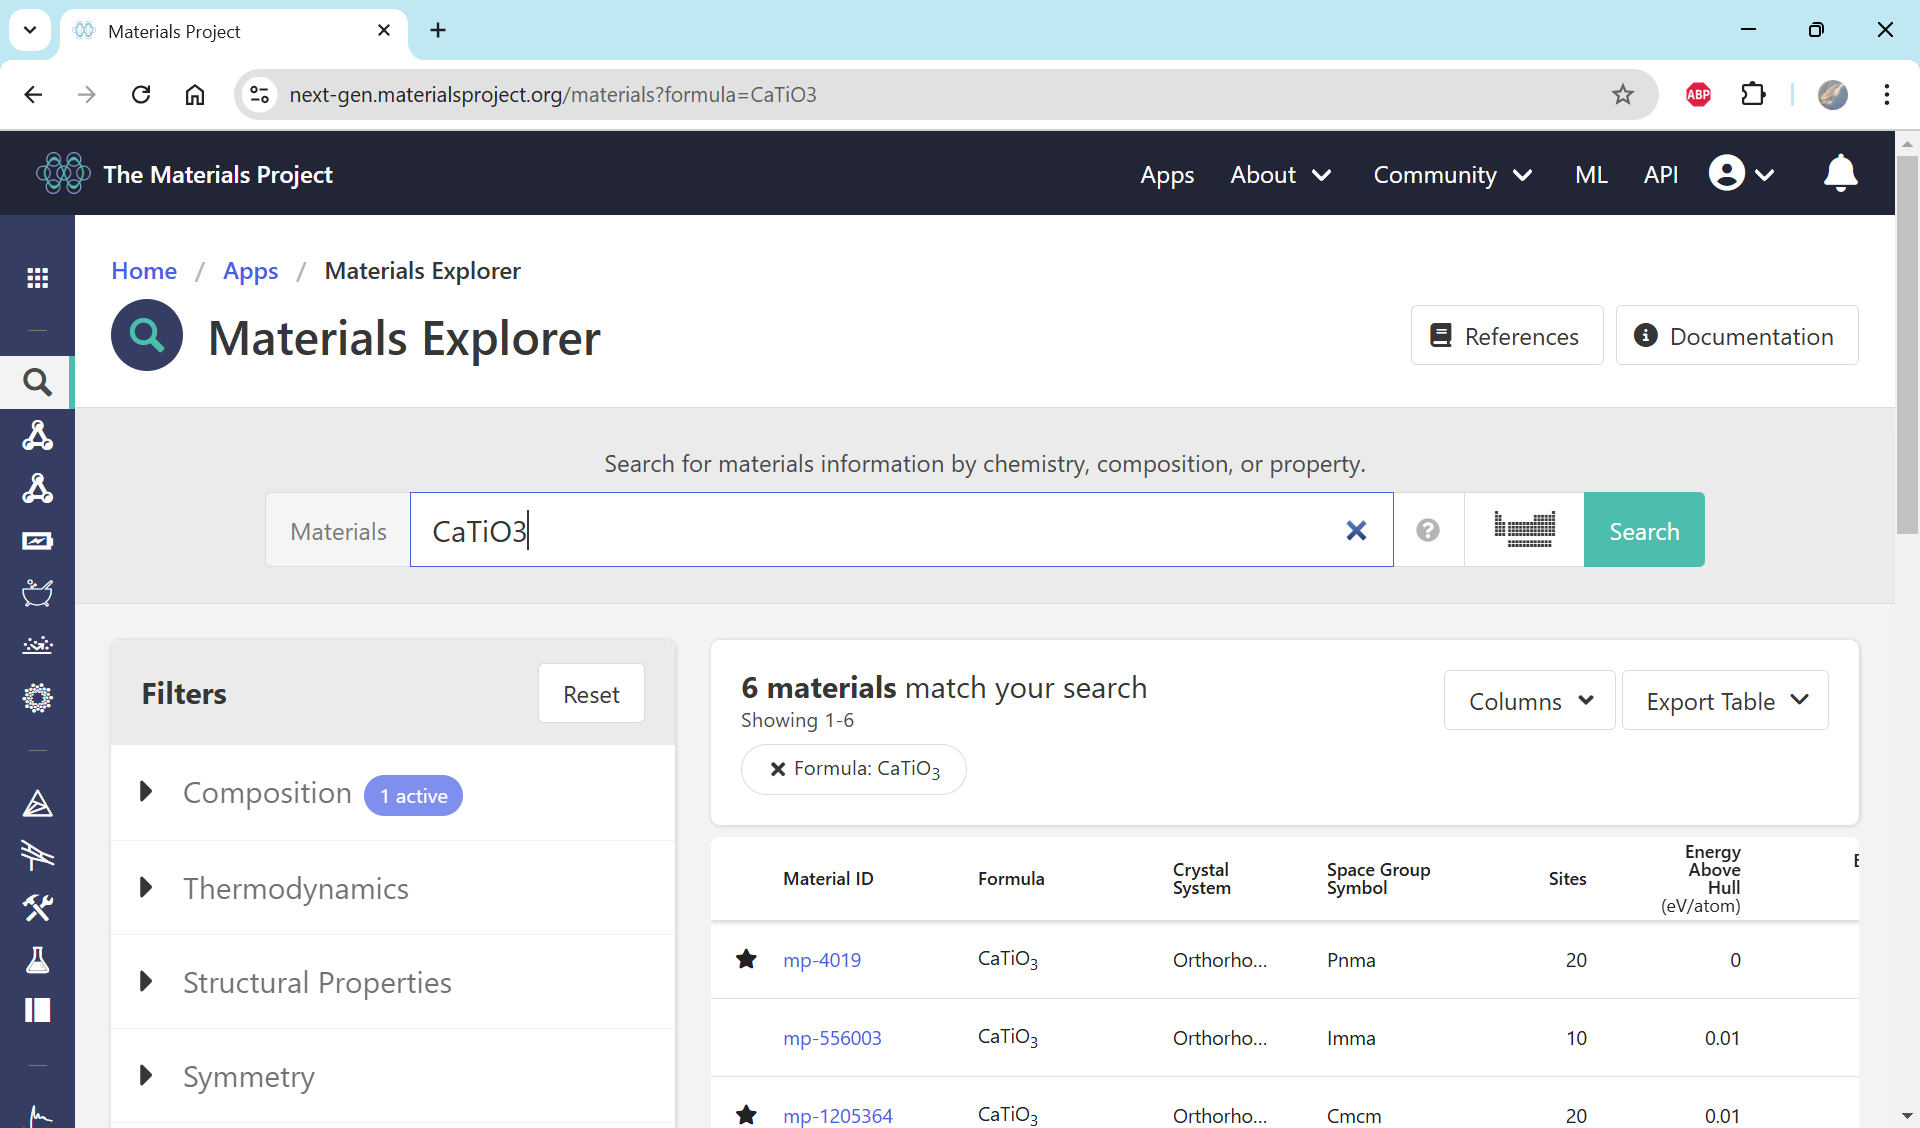 Materials Project
next-gen.materialsproject.org/materials?formula=CaTiO3
ABP
The Materials Project
Apps
About
Community
ML
API
Home / Apps / Materials Explorer
Materials Explorer
References
Documentation
Search for materials information by chemistry, composition, or property.
Materials
CaTiO3
Search
Filters
Reset
Composition
1 active
Thermodynamics
Structural Properties
Symmetry
6 materials match your search
Showing 1-6
Formula: CaTiO₃
Columns
Export Table
Material ID
Formula
Crystal
System
Space Group
Symbol
Sites
Energy
Above
Hull
(eV/atom)
mp-4019 CaTiO₃ Orthorho... Pnma 20 0
mp-556003 CaTiO₃ Orthorho... Imma 10 0.01
mp-1205364 CaTiO₃ Orthorho... Cmcm 20 0.01